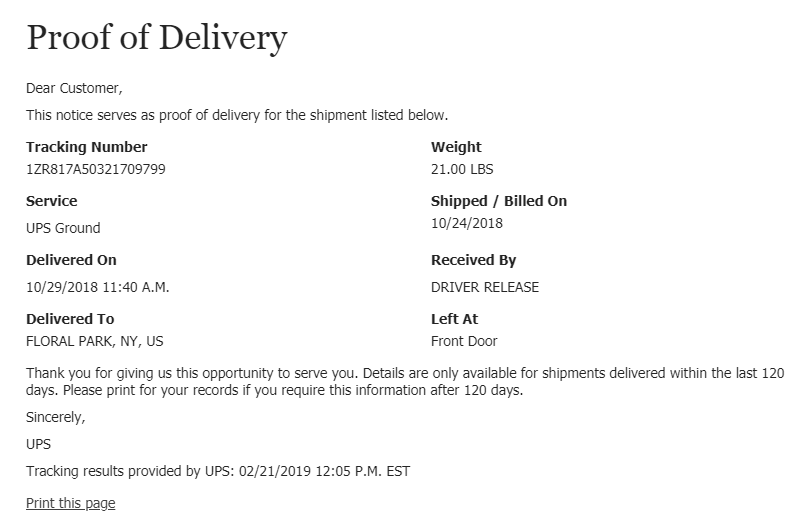 Proof of Delivery
Dear Customer,
This notice serves as proof of delivery for the shipment listed below.
Tracking Number
1ZR817A50321709799
Weight
21.00 LBS
Service
UPS Ground
Shipped / Billed On
10/24/2018
Delivered On
10/29/2018 11:40 A.M.
Received By
DRIVER RELEASE
Delivered To
FLORAL PARK, NY, US
Left At
Front Door
Thank you for giving us this opportunity to serve you. Details are only available for shipments delivered within the last 120
days. Please print for your records if you require this information after 120 days.
Sincerely,
UPS
Tracking results provided by UPS: 02/21/2019 12:05 P.M. EST
Print this page